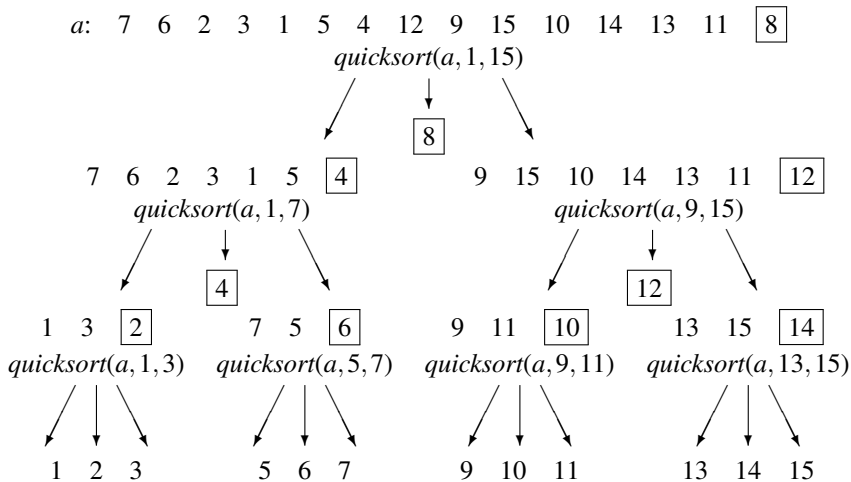 a: 7 6 2 3 1 5 4 12 9 15 10 14 13 11 8
quicksort(a,1,15)
8
7 6 2 3 1 5 4 9 15 10 14 13 11 12
quicksort(a,1,7) quicksort(a,9,15)
4 12
1 3 2 7 5 6 9 11 10 13 15 14
quicksort(a,1,3) quicksort(a,5,7) quicksort(a,9,11) quicksort(a,13,15)
1 2 3 5 6 7 9 10 11 13 14 15